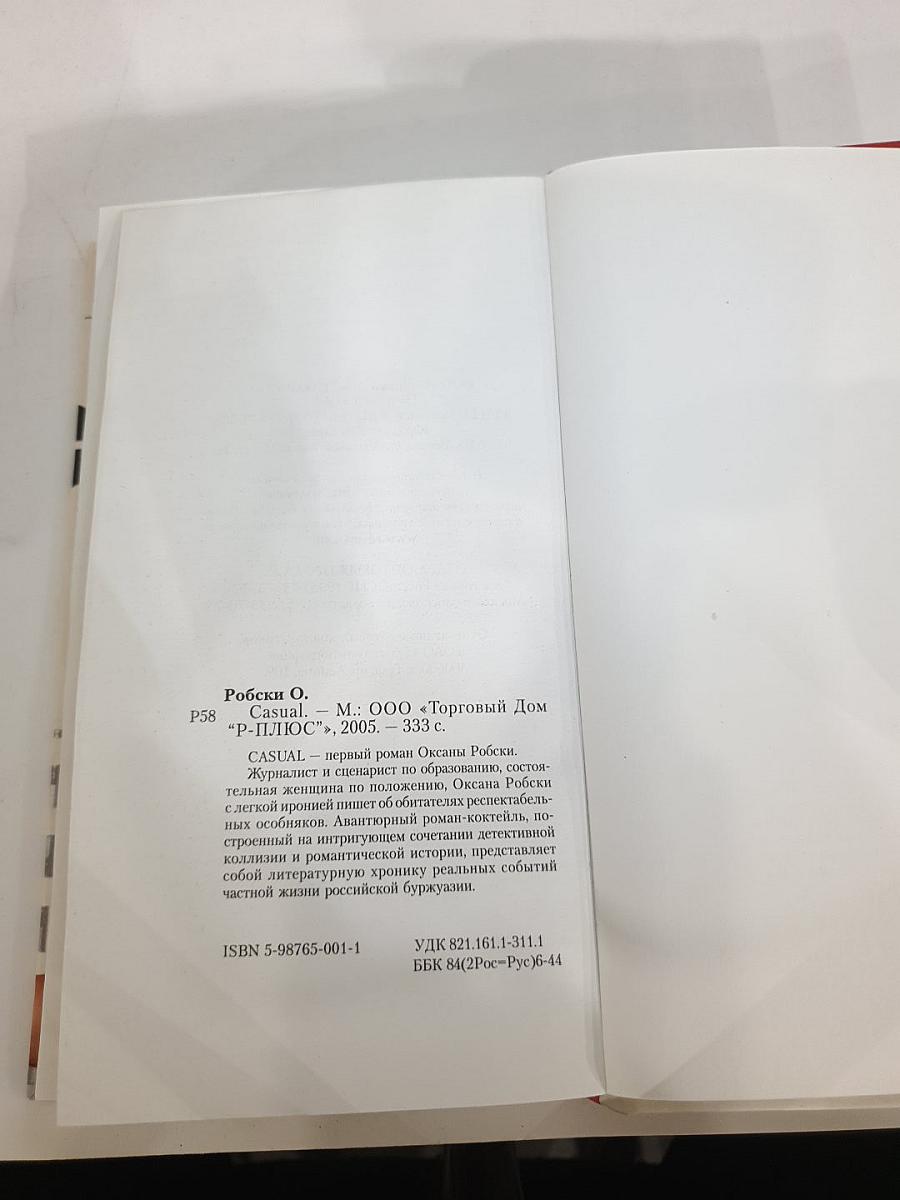 Робски О.
Р58 Casual. — М.: ООО «Торговый Дом
“Р-ПЛЮС”», 2005. — 333 с.
CASUAL — первый роман Оксаны Робски.
Журналист и сценарист по образованию, состоя-
тельная женщина по положению, Оксана Робски
с легкой иронией пишет об обитателях респектабель-
ных особняков. Авантюрный роман-коктейль, по-
строенный на интригующем сочетании детективной
коллизии и романтической истории, представляет
собой литературную хронику реальных событий
частной жизни российской буржуазии.
ISBN 5-98765-001-1
УДК 821.161.1-311.1
ББК 84(2Рос=Рус)6-44